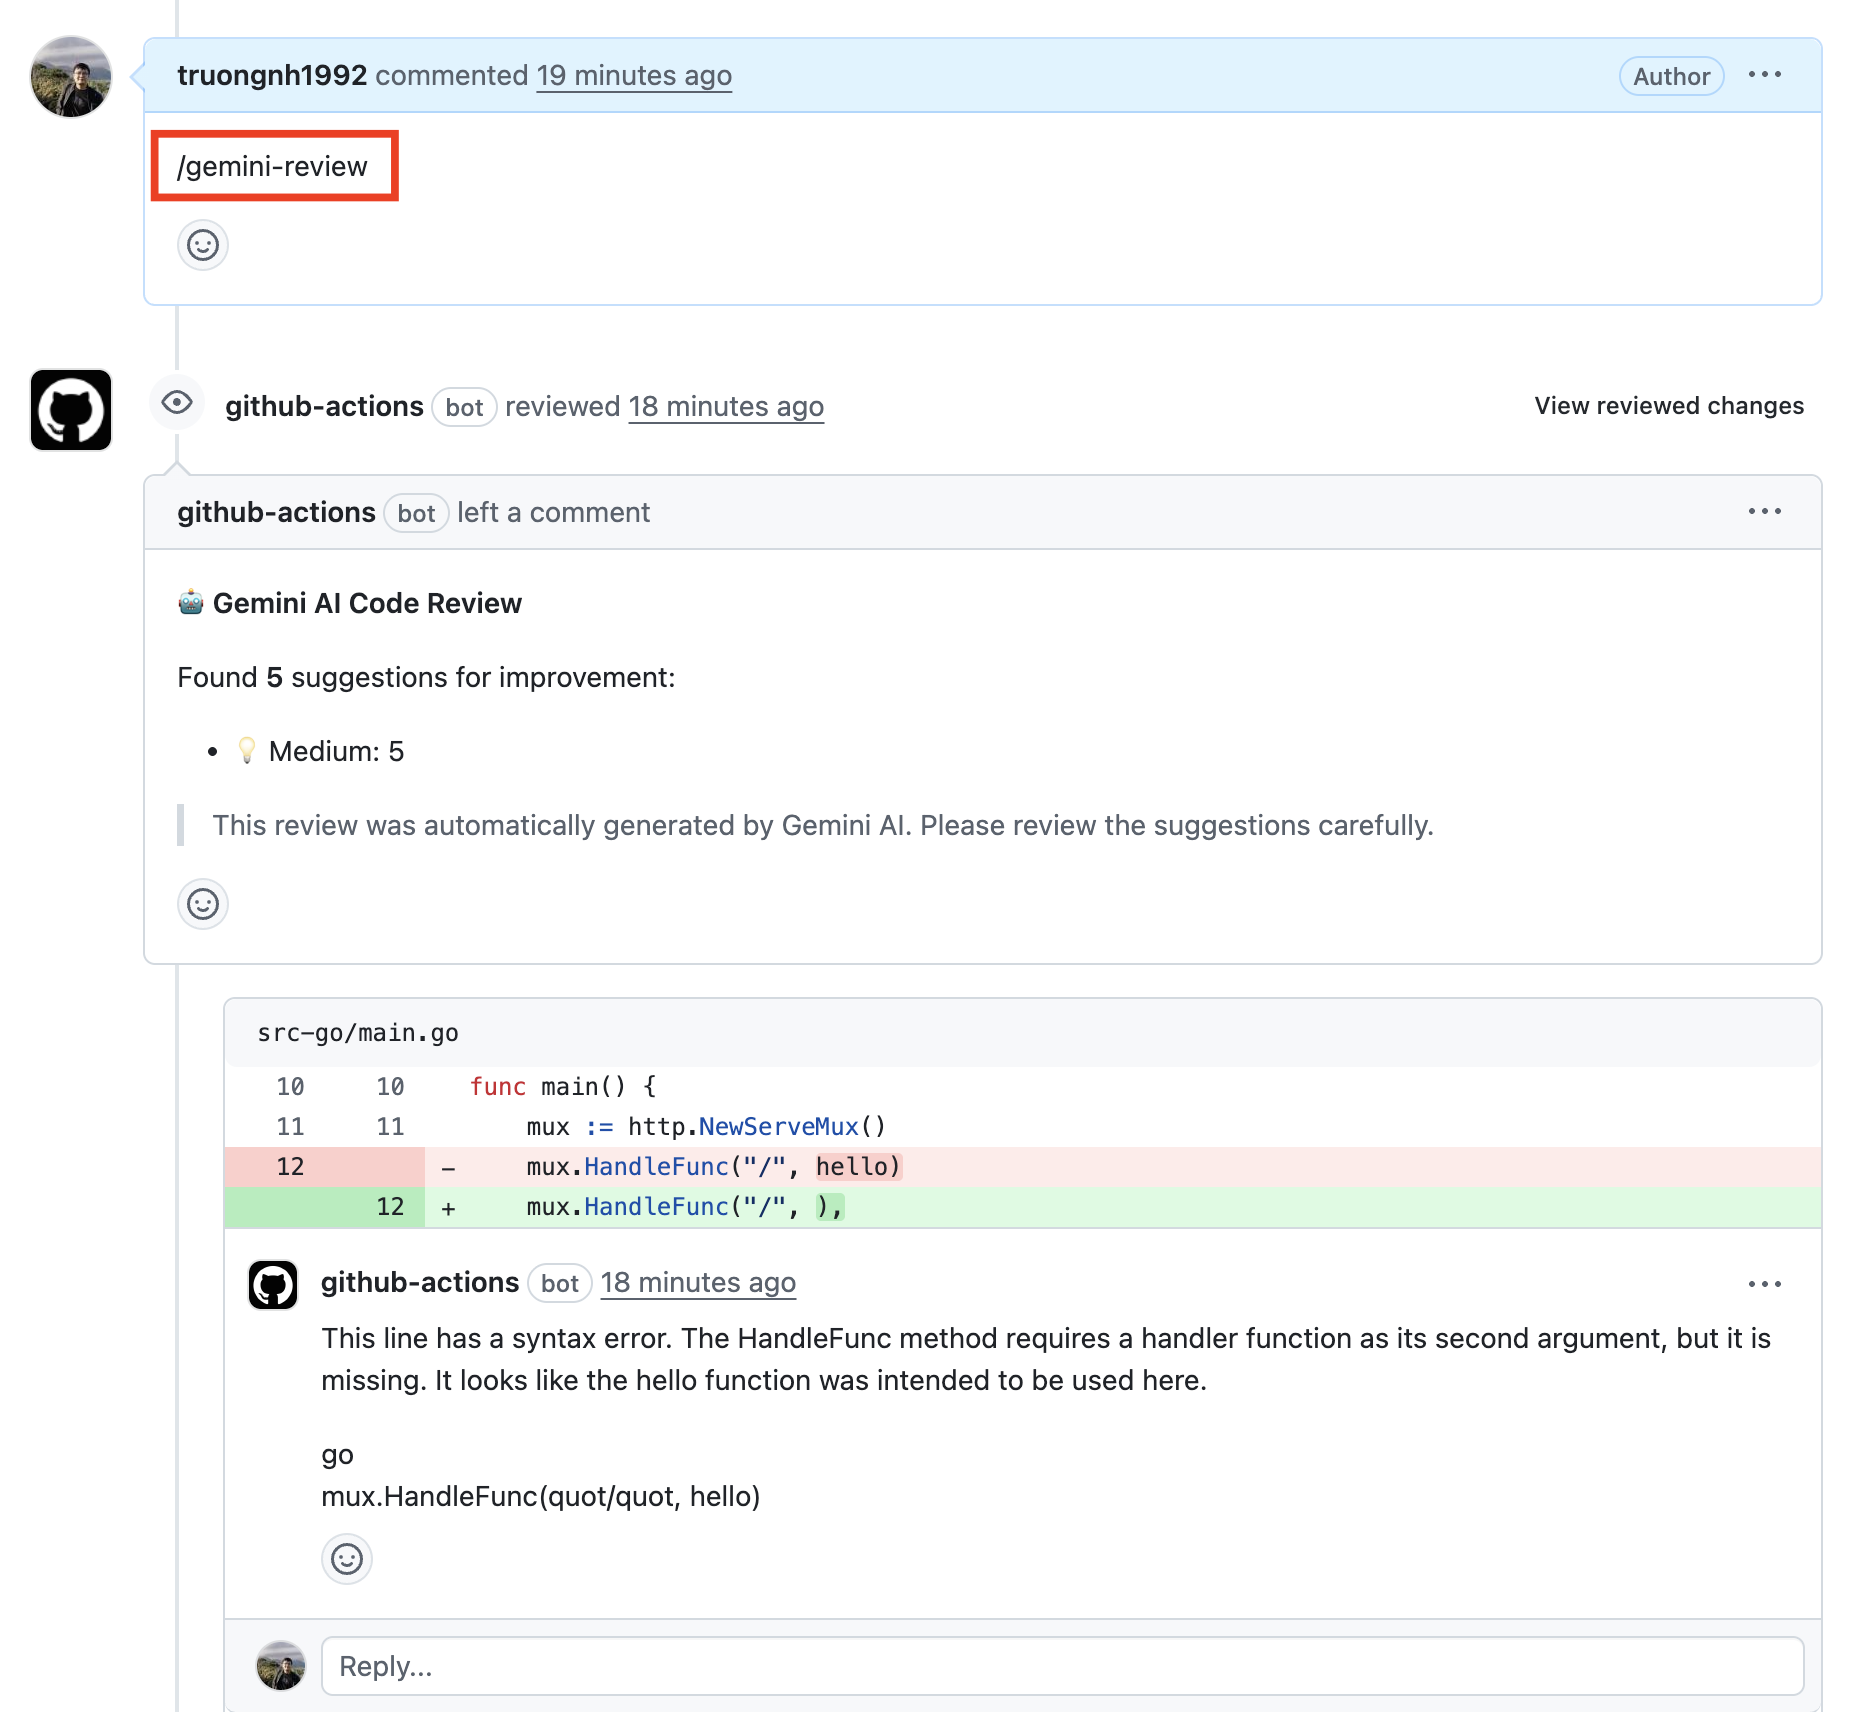 truongnh1992 commented 19 minutes ago Author
/gemini-review
github-actions bot reviewed 18 minutes ago View reviewed changes
github-actions bot left a comment
🤖 Gemini AI Code Review
Found 5 suggestions for improvement:
• 💡 Medium: 5
This review was automatically generated by Gemini AI. Please review the suggestions carefully.
src-go/main.go
10 10 func main() {
11 11 mux := http.NewServeMux()
12 - mux.HandleFunc("/", hello)
12 + mux.HandleFunc("/", ),
github-actions bot 18 minutes ago
This line has a syntax error. The HandleFunc method requires a handler function as its second argument, but it is
missing. It looks like the hello function was intended to be used here.
go
mux.HandleFunc(quot/quot, hello)
Reply...